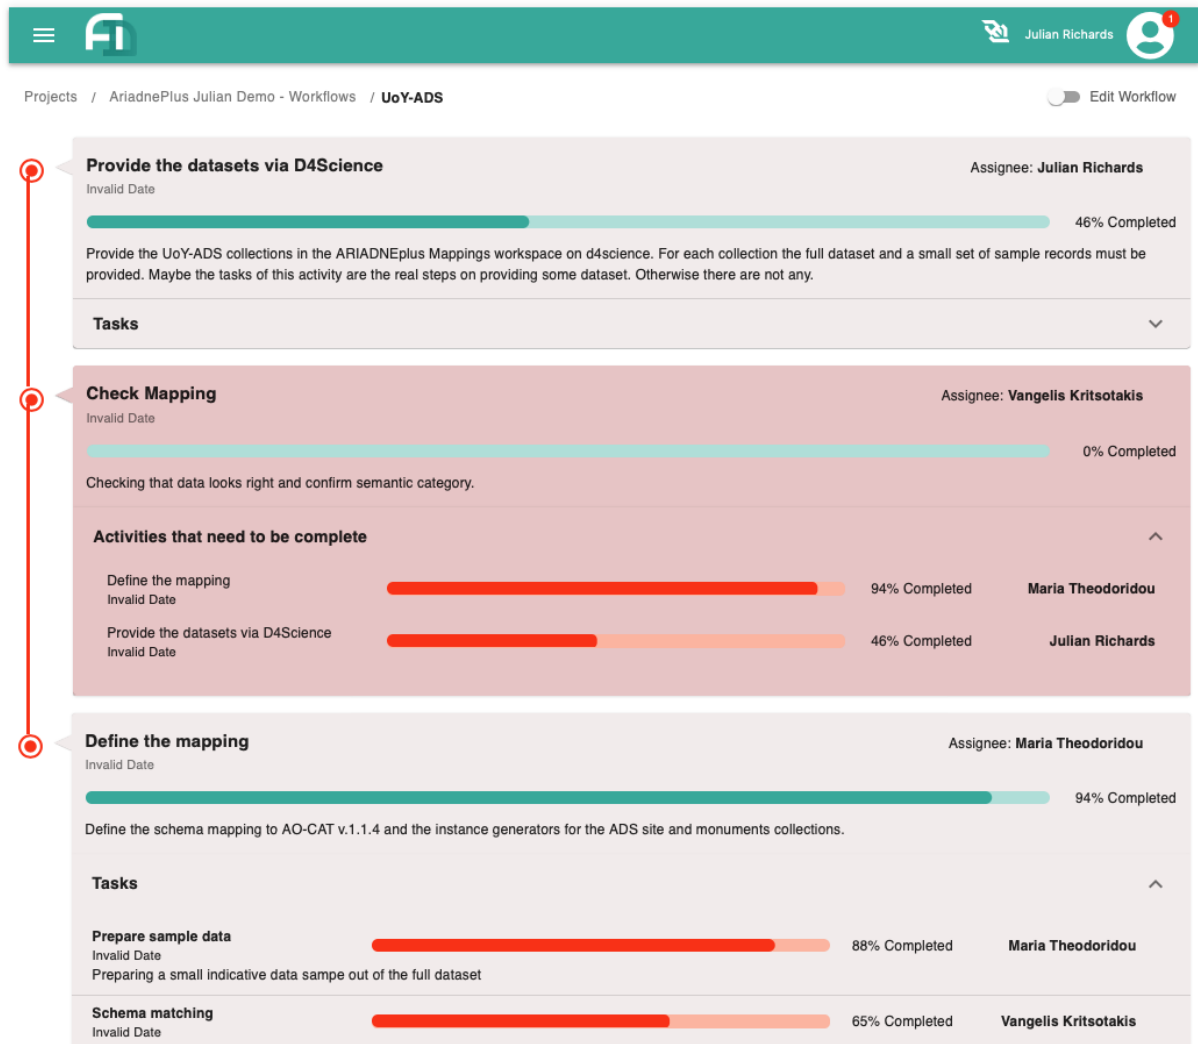 1
Julian Richards
Projects / AriadnePlus Julian Demo - Workflows / UoY-ADS
Edit Workflow
Provide the datasets via D4Science
Assignee: Julian Richards
Invalid Date
46% Completed
Provide the UoY-ADS collections in the ARIADNEplus Mappings workspace on d4science. For each collection the full dataset and a small set of sample records must be
provided. Maybe the tasks of this activity are the real steps on providing some dataset. Otherwise there are not any.
Tasks
Check Mapping
Assignee: Vangelis Kritsotakis
Invalid Date
0% Completed
Checking that data looks right and confirm semantic category.
Activities that need to be complete
Define the mapping
Invalid Date
94% Completed
Maria Theodoridou
Provide the datasets via D4Science
Invalid Date
46% Completed
Julian Richards
Define the mapping
Assignee: Maria Theodoridou
Invalid Date
94% Completed
Define the schema mapping to AO-CAT v.1.1.4 and the instance generators for the ADS site and monuments collections.
Tasks
Prepare sample data
Invalid Date
88% Completed
Maria Theodoridou
Preparing a small indicative data sampe out of the full dataset
Schema matching
Invalid Date
65% Completed
Vangelis Kritsotakis